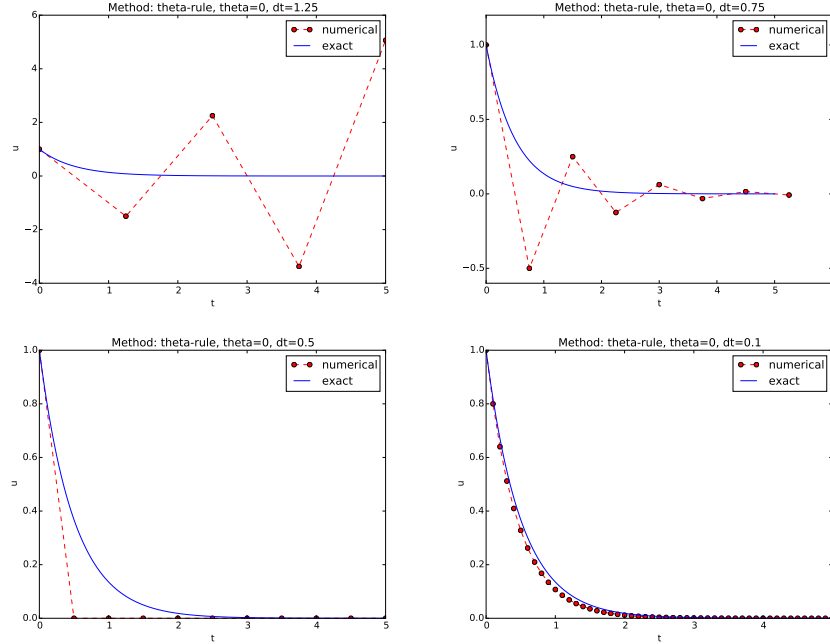 Method: theta-rule, theta=0, dt=1.25
6
4
2
0
−2
−4
u
numerical
exact
0 1 2 3 4 5
t
Method: theta-rule, theta=0, dt=0.75
1.0
0.5
0.0
−0.5
u
numerical
exact
0 1 2 3 4 5
t
Method: theta-rule, theta=0, dt=0.5
1.0
0.8
0.6
0.4
0.2
0.0
u
numerical
exact
0 1 2 3 4 5
t
Method: theta-rule, theta=0, dt=0.1
1.0
0.8
0.6
0.4
0.2
0.0
u
numerical
exact
0 1 2 3 4
t